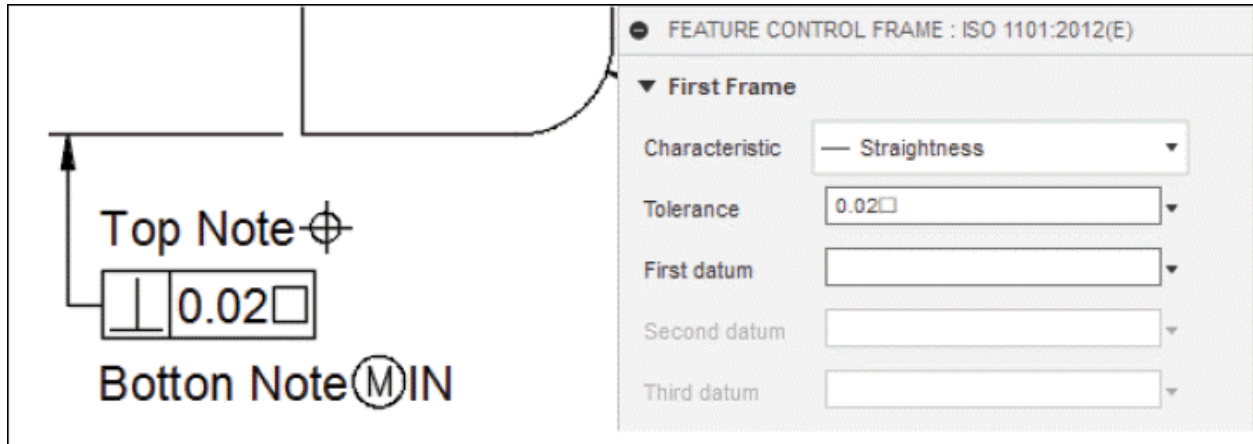 Top Note⌖
⟂ 0.02□
Botton NoteⓂIN
FEATURE CONTROL FRAME : ISO 1101:2012(E)
First Frame
Characteristic — Straightness
Tolerance 0.02□
First datum
Second datum
Third datum